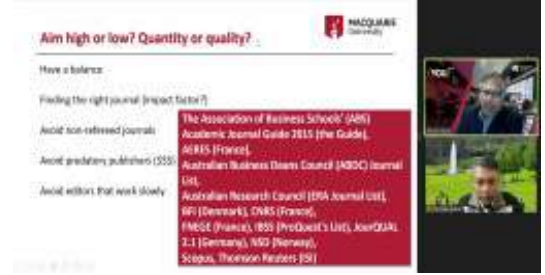 MACQUARIE
University
Aim high or low? Quantity or quality?
Have a balance
Finding the right journal (impact factor?)
Avoid non-refereed journals
Avoid predatory publishers ($$$)
Avoid editors that work slowly
The Association of Business Schools' (ABS)
Academic Journal Guide 2015 (the Guide),
AERES (France),
Australian Business Deans Council (ABDC) Journal
List,
Australian Research Council (ERA Journal List),
BFI (Denmark), CNRS (France),
FNEGE (France), IBSS (ProQuest's List), JourQUAL
2.1 (Germany), NSD (Norway),
Scopus, Thomson Reuters (ISI)